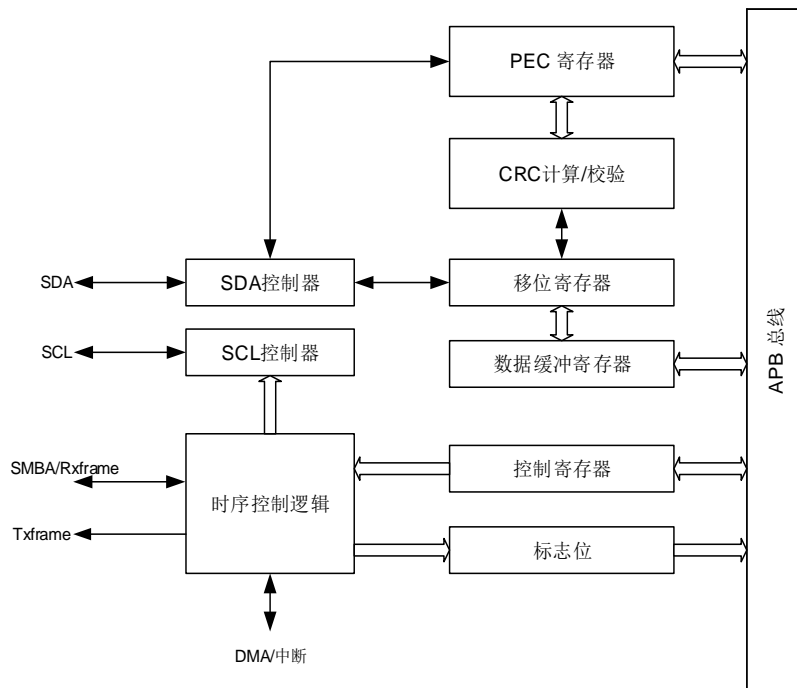 PEC 寄存器
CRC计算/校验
SDA
SDA控制器
移位寄存器
SCL
SCL控制器
数据缓冲寄存器
APB 总线
SMBA/Rxframe
时序控制逻辑
控制寄存器
Txframe
标志位
DMA/中断